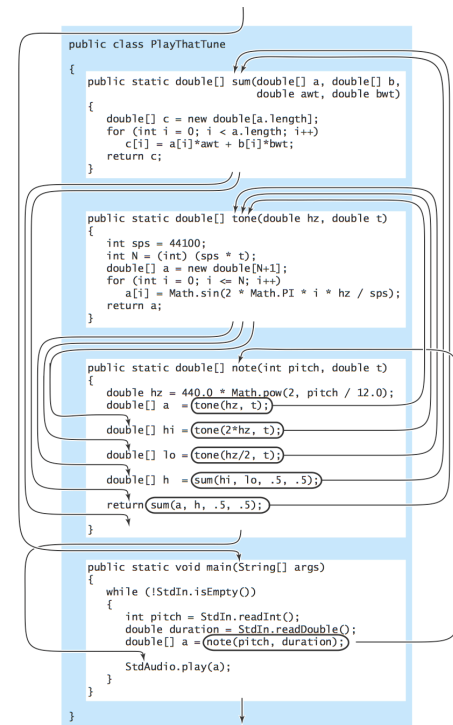 public class PlayThatTune
{
public static double[] sum(double[] a, double[] b,
double awt, double bwt)
{
double[] c = new double[a.length];
for (int i = 0; i < a.length; i++)
c[i] = a[i]*awt + b[i]*bwt;
return c;
}
public static double[] tone(double hz, double t)
{
int sps = 44100;
int N = (int) (sps * t);
double[] a = new double[N+1];
for (int i = 0; i <= N; i++)
a[i] = Math.sin(2 * Math.PI * i * hz / sps);
return a;
}
public static double[] note(int pitch, double t)
{
double hz = 440.0 * Math.pow(2, pitch / 12.0);
double[] a = tone(hz, t);
double[] hi = tone(2*hz, t);
double[] lo = tone(hz/2, t);
double[] h = sum(hi, lo, .5, .5);
return sum(a, h, .5, .5);
}
public static void main(String[] args)
{
while (!StdIn.isEmpty())
{
int pitch = StdIn.readInt();
double duration = StdIn.readDouble();
double[] a = note(pitch, duration);
StdAudio.play(a);
}
}
}